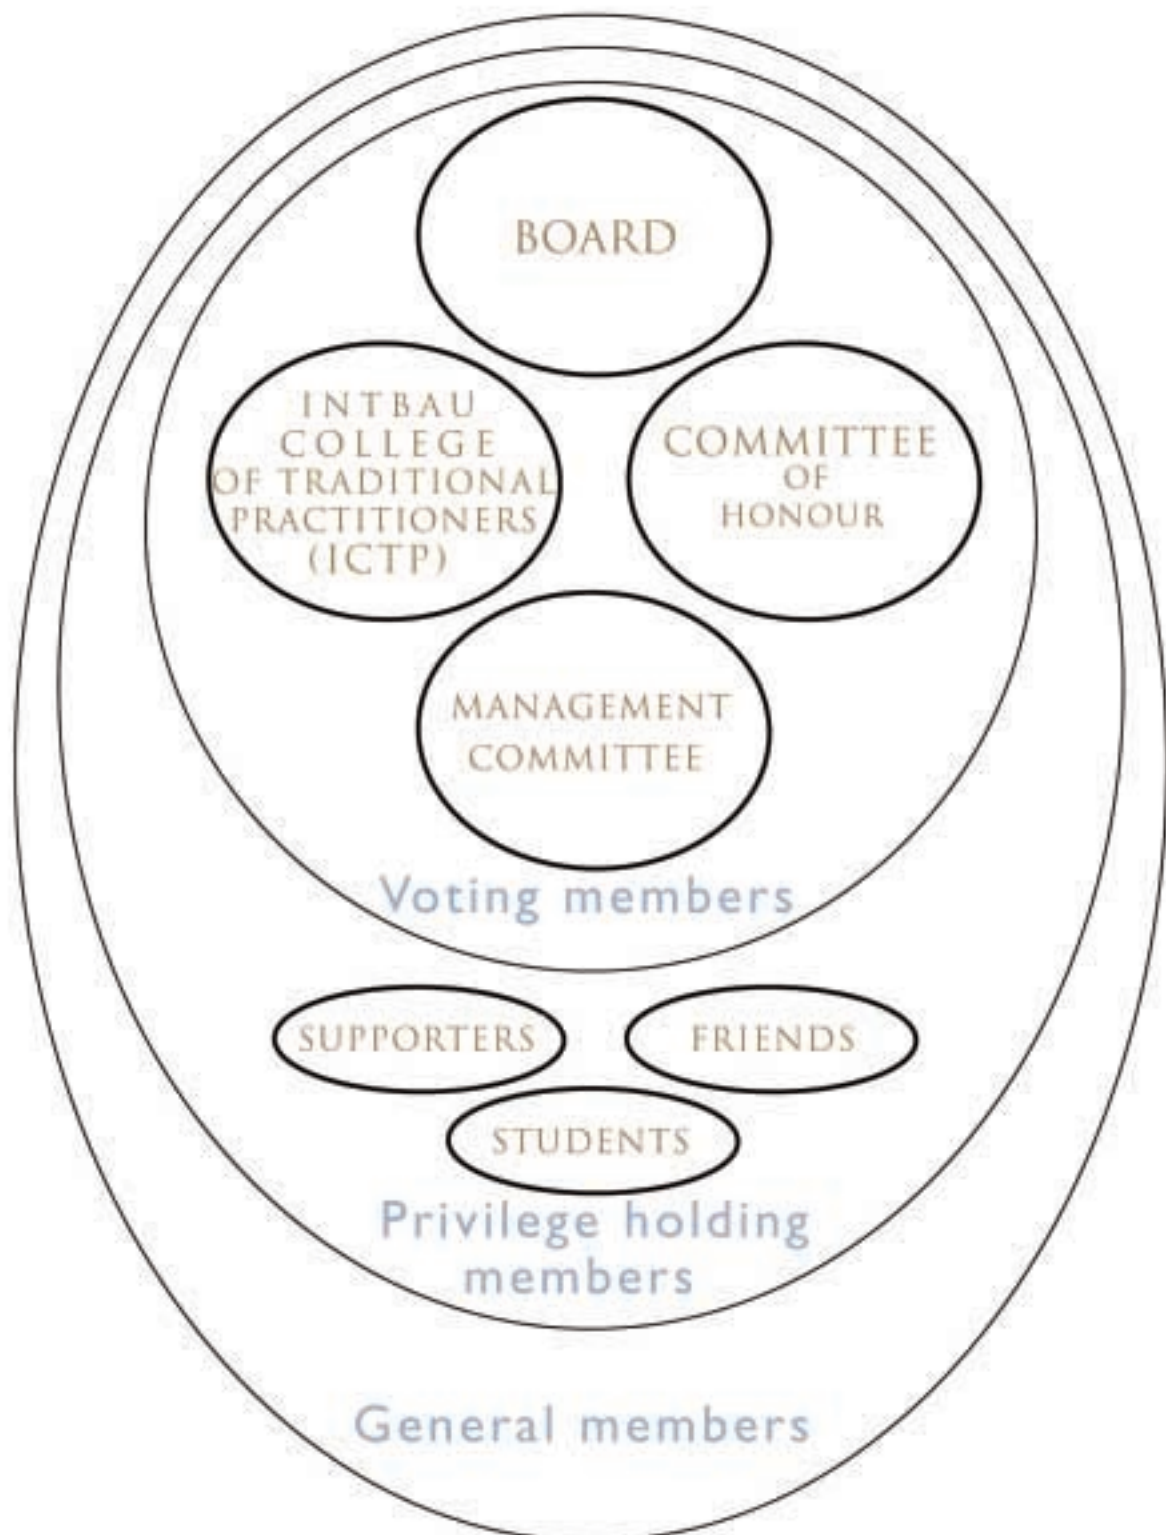 BOARD
INTBAU
COLLEGE
OF TRADITIONAL
PRACTITIONERS
(ICTP)
COMMITTEE
OF
HONOUR
MANAGEMENT
COMMITTEE
Voting members
SUPPORTERS
FRIENDS
STUDENTS
Privilege holding
members
General members